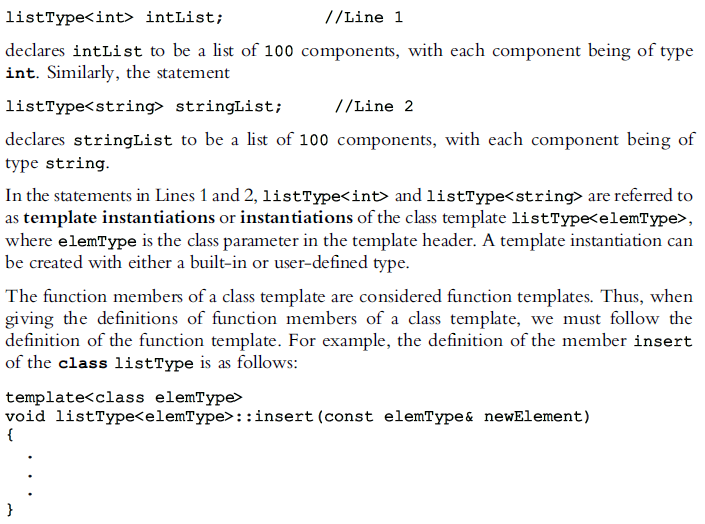 listType<int> intList;          //Line 1
declares intList to be a list of 100 components, with each component being of type
int. Similarly, the statement
listType<string> stringList;     //Line 2
declares stringList to be a list of 100 components, with each component being of
type string.
In the statements in Lines 1 and 2, listType<int> and listType<string> are referred to
as template instantiations or instantiations of the class template listType<elemType>,
where elemType is the class parameter in the template header. A template instantiation can
be created with either a built-in or user-defined type.
The function members of a class template are considered function templates. Thus, when
giving the definitions of function members of a class template, we must follow the
definition of the function template. For example, the definition of the member insert
of the class listType is as follows:
template<class elemType>
void listType<elemType>::insert(const elemType& newElement)
{
  .
  .
  .
}